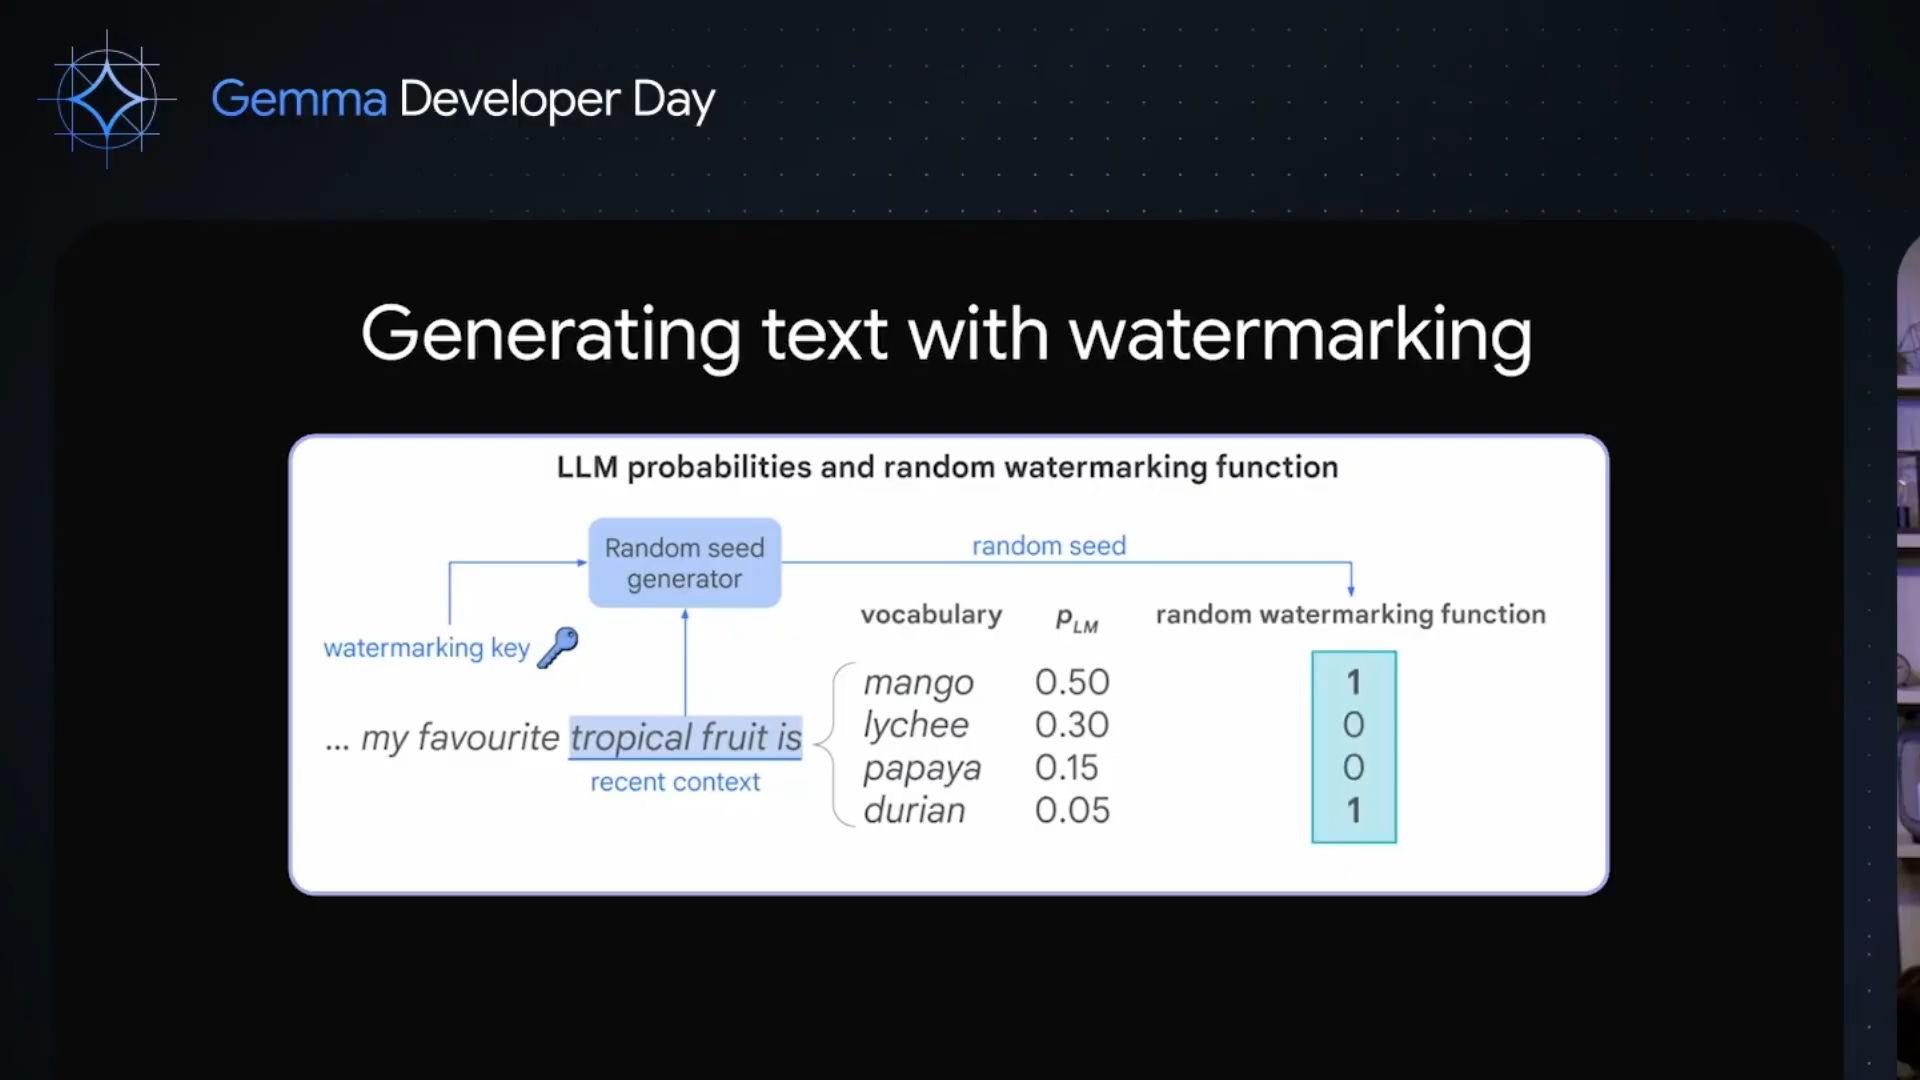 Gemma Developer Day
Generating text with watermarking
LLM probabilities and random watermarking function
Random seed
generator
random seed
watermarking key
vocabulary p_LM random watermarking function
... my favourite tropical fruit is
recent context
mango 0.50 1
lychee 0.30 0
papaya 0.15 0
durian 0.05 1